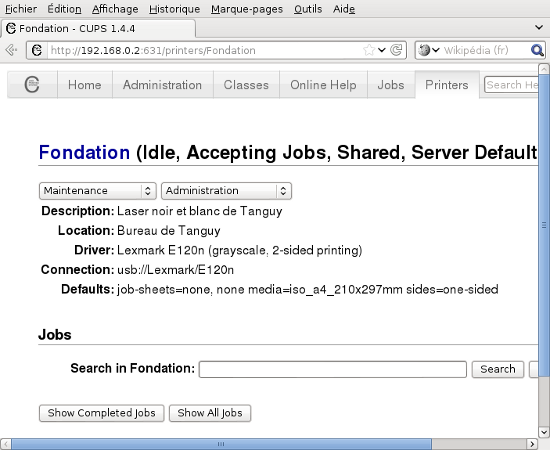 Fichier Édition Affichage Historique Marque-pages Outils Aide
Fondation - CUPS 1.4.4
http://192.168.0.2:631/printers/Fondation Wikipédia (fr)
Home Administration Classes Online Help Jobs Printers Search He
Fondation (Idle, Accepting Jobs, Shared, Server Default
Maintenance Administration
Description: Laser noir et blanc de Tanguy
Location: Bureau de Tanguy
Driver: Lexmark E120n (grayscale, 2-sided printing)
Connection: usb://Lexmark/E120n
Defaults: job-sheets=none, none media=iso_a4_210x297mm sides=one-sided
Jobs
Search in Fondation: Search
Show Completed Jobs Show All Jobs